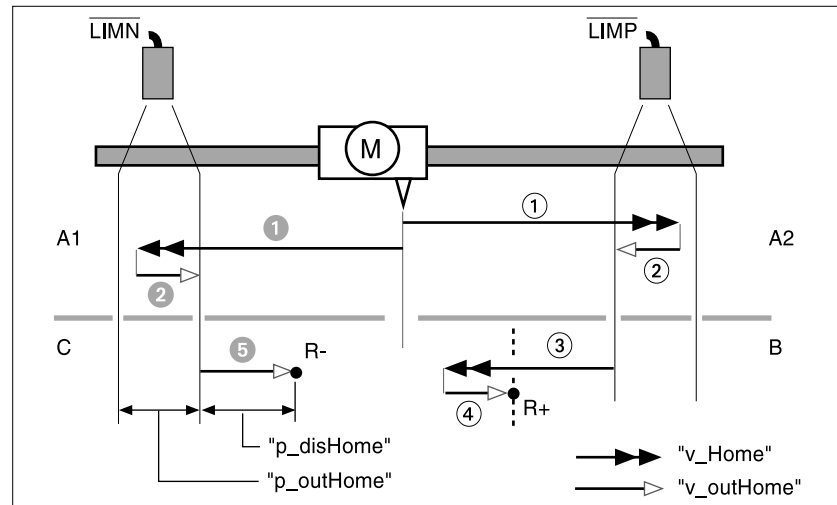 LIMN LIMP
M
1
1
A1 A2
2
2
C B
3
5 R-
4 R+
"p_disHome"
"v_Home"
"p_outHome"
"v_outHome"